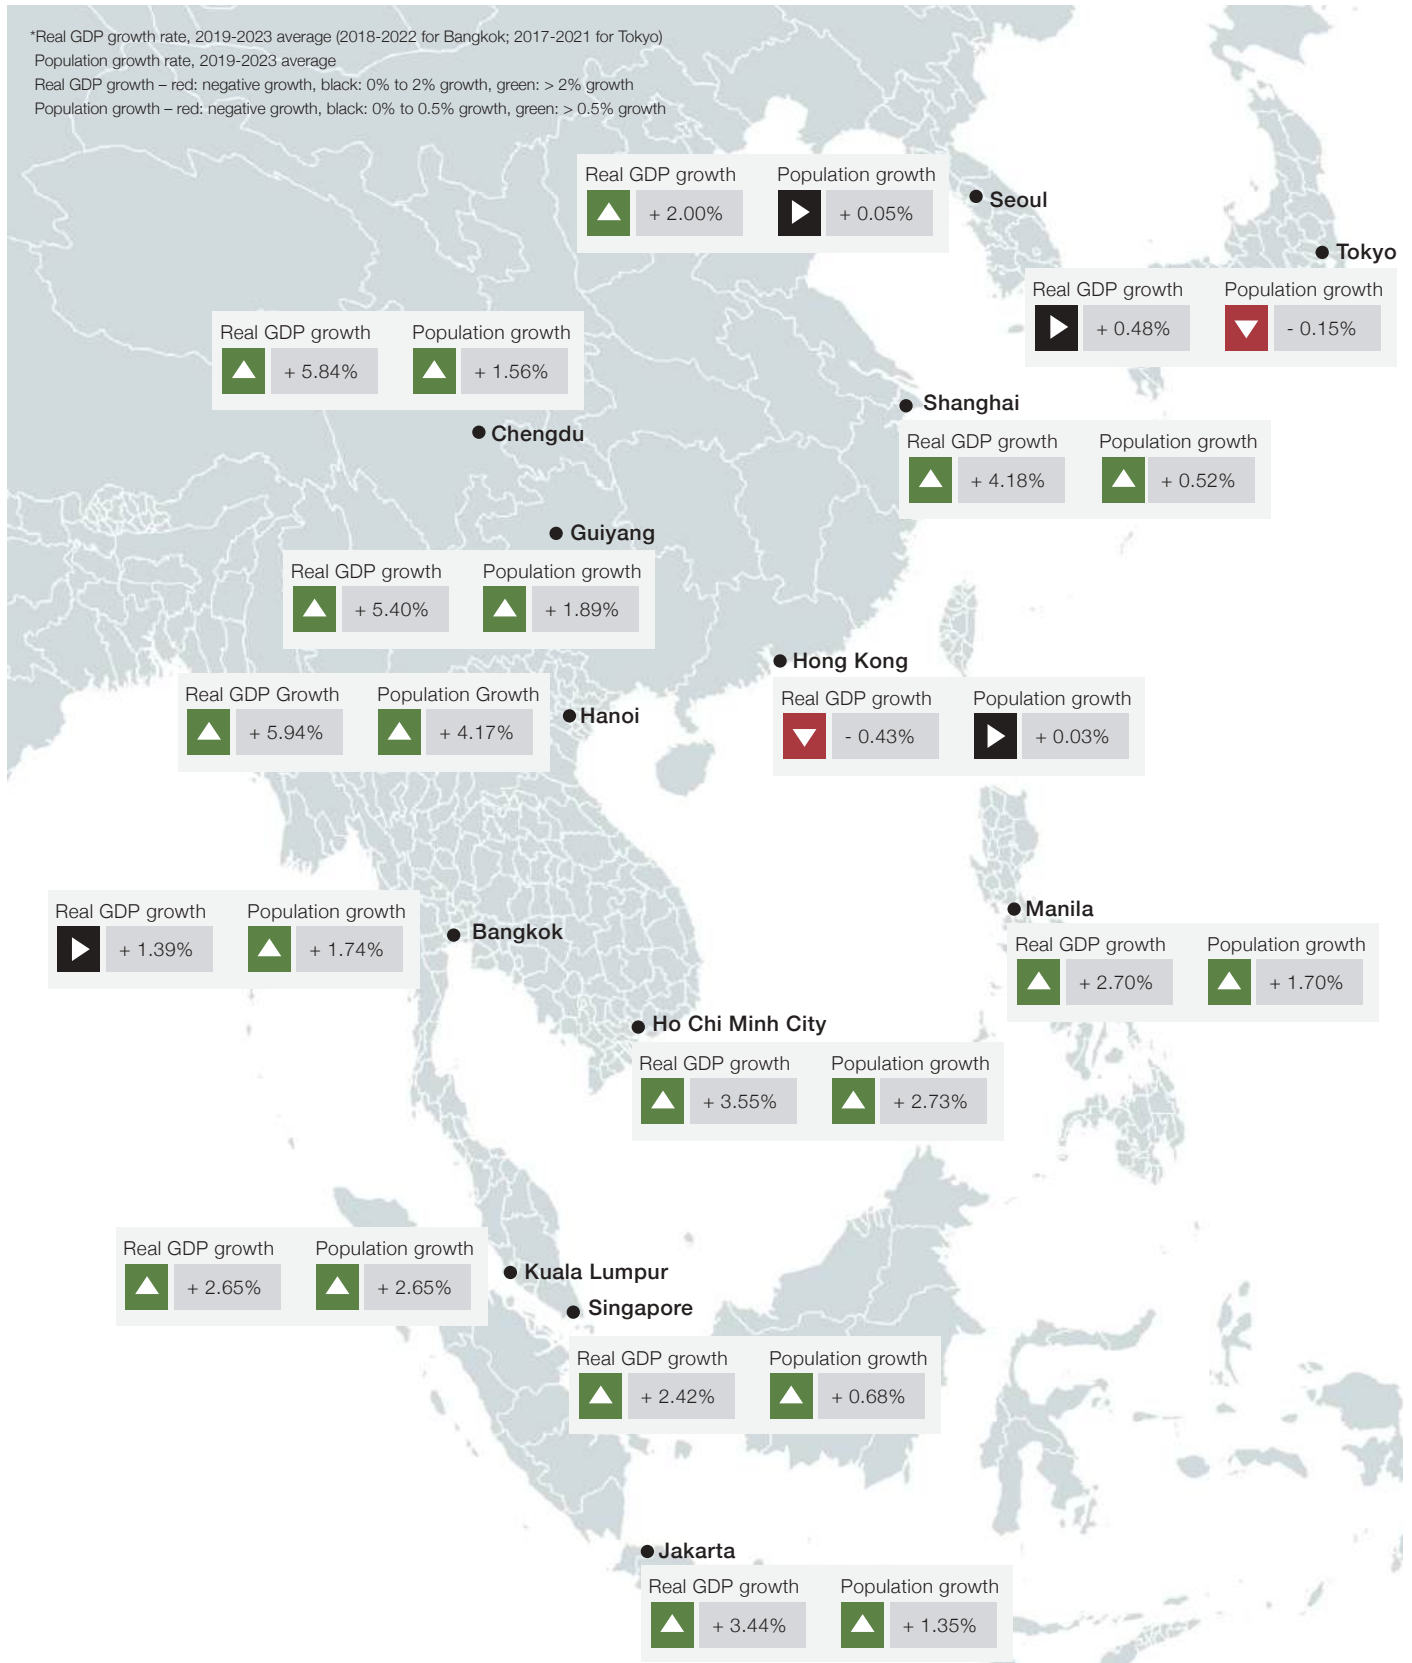 *Real GDP growth rate, 2019-2023 average (2018-2022 for Bangkok; 2017-2021 for Tokyo)
Population growth rate, 2019-2023 average
Real GDP growth – red: negative growth, black: 0% to 2% growth, green: > 2% growth
Population growth – red: negative growth, black: 0% to 0.5% growth, green: > 0.5% growth
Real GDP growth Population growth
+ 2.00% + 0.05%
Seoul
Tokyo
Real GDP growth Population growth
+ 0.48% - 0.15%
Real GDP growth Population growth
+ 5.84% + 1.56%
Chengdu
Shanghai
Real GDP growth Population growth
+ 4.18% + 0.52%
Guiyang
Real GDP growth Population growth
+ 5.40% + 1.89%
Hong Kong
Real GDP growth Population growth
- 0.43% + 0.03%
Real GDP Growth Population Growth
+ 5.94% + 4.17%
Hanoi
Real GDP growth Population growth
+ 1.39% + 1.74%
Bangkok
Manila
Real GDP growth Population growth
+ 2.70% + 1.70%
Ho Chi Minh City
Real GDP growth Population growth
+ 3.55% + 2.73%
Real GDP growth Population growth
+ 2.65% + 2.65%
Kuala Lumpur
Singapore
Real GDP growth Population growth
+ 2.42% + 0.68%
Jakarta
Real GDP growth Population growth
+ 3.44% + 1.35%